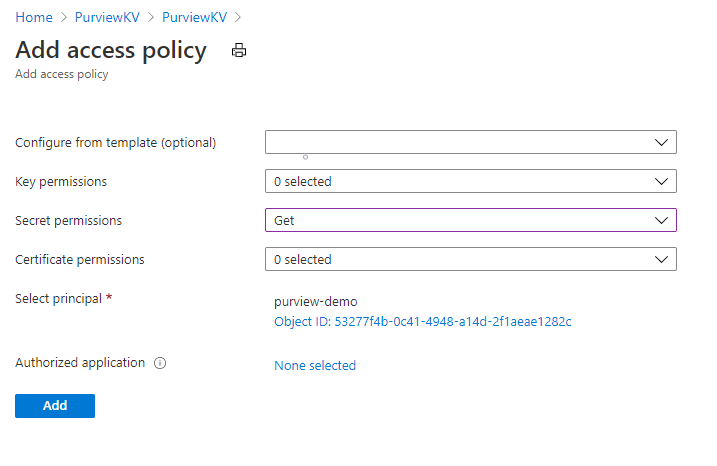 Home > PurviewKV > PurviewKV >
Add access policy
Add access policy
Configure from template (optional)
Key permissions 0 selected
Secret permissions Get
Certificate permissions 0 selected
Select principal * purview-demo
Object ID: 53277f4b-0c41-4948-a14d-2f1aeae1282c
Authorized application None selected
Add